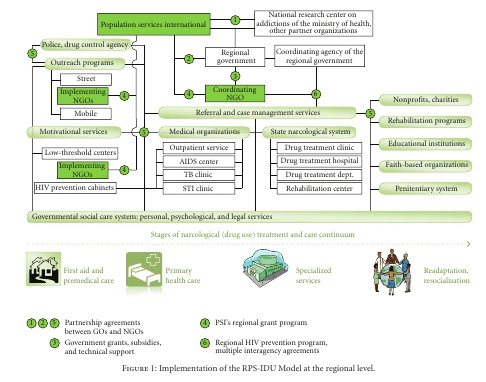 Population services international
1
National research center on
addictions of the ministry of health,
other partner organizations
Police, drug control agency
5
Outreach programs
2
Regional
government
Coordinating agency of the
regional government
3
Street
Implementing
NGOs
4
Mobile
4
Coordinating
NGO
6
Nonprofits, charities
Referral and case management services
5
Rehabilitation programs
Motivational services
5
Medical organizations
State narcological system
Educational institutions
Low-threshold centers
Implementing
NGOs
4
HIV prevention cabinets
Outpatient service
AIDS center
TB clinic
STI clinic
Drug treatment clinic
Drug treatment hospital
Drug treatment dept.
Rehabilitation center
Faith-based organizations
Penitentiary system
Governmental social care system: personal, psychological, and legal services
Stages of narcological (drug use) treatment and care continuum
First aid and
premedical care
Primary
health care
Specialized
services
Readaptation,
resocialization
1 2 5 Partnership agreements
between GOs and NGOs
3 Government grants, subsidies,
and technical support
4 PSI's regional grant program
6 Regional HIV prevention program,
multiple interagency agreements
FIGURE 1: Implementation of the RPS-IDU Model at the regional level.